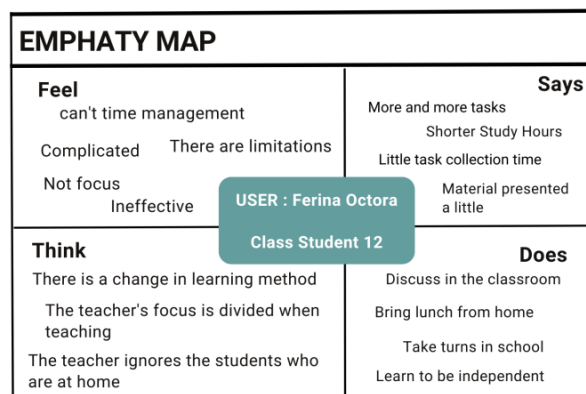 EMPHATY MAP
Feel
can't time management
Complicated
There are limitations
Not focus
Ineffective
Says
More and more tasks
Shorter Study Hours
Little task collection time
Material presented
a little
USER : Ferina Octora
Class Student 12
Think
There is a change in learning method
The teacher's focus is divided when
teaching
The teacher ignores the students who
are at home
Does
Discuss in the classroom
Bring lunch from home
Take turns in school
Learn to be independent